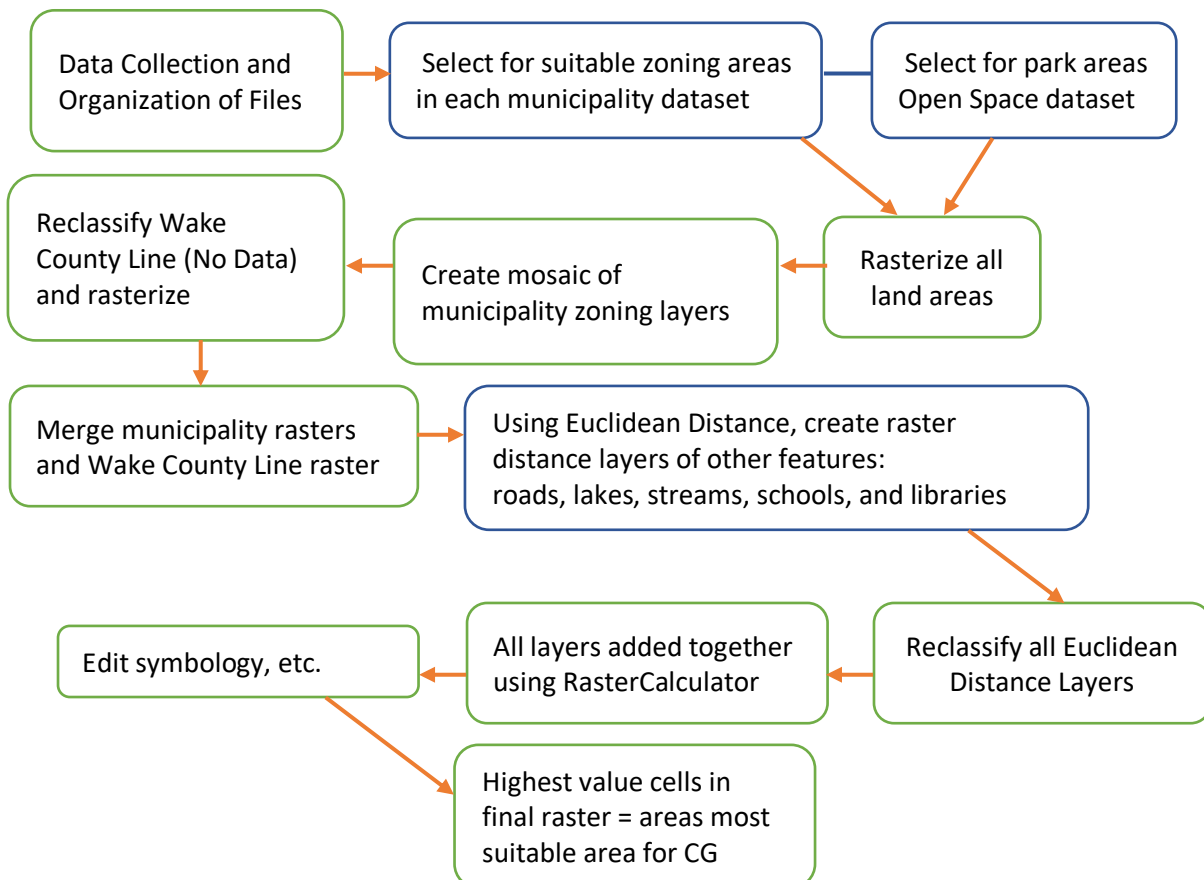 Data Collection and
Organization of Files
Select for suitable zoning areas
in each municipality dataset
Select for park areas
Open Space dataset
Rasterize all
land areas
Create mosaic of
municipality zoning layers
Reclassify Wake
County Line (No Data)
and rasterize
Merge municipality rasters
and Wake County Line raster
Using Euclidean Distance, create raster
distance layers of other features:
roads, lakes, streams, schools, and libraries
Reclassify all Euclidean
Distance Layers
All layers added together
using RasterCalculator
Edit symbology, etc.
Highest value cells in
final raster = areas most
suitable area for CG